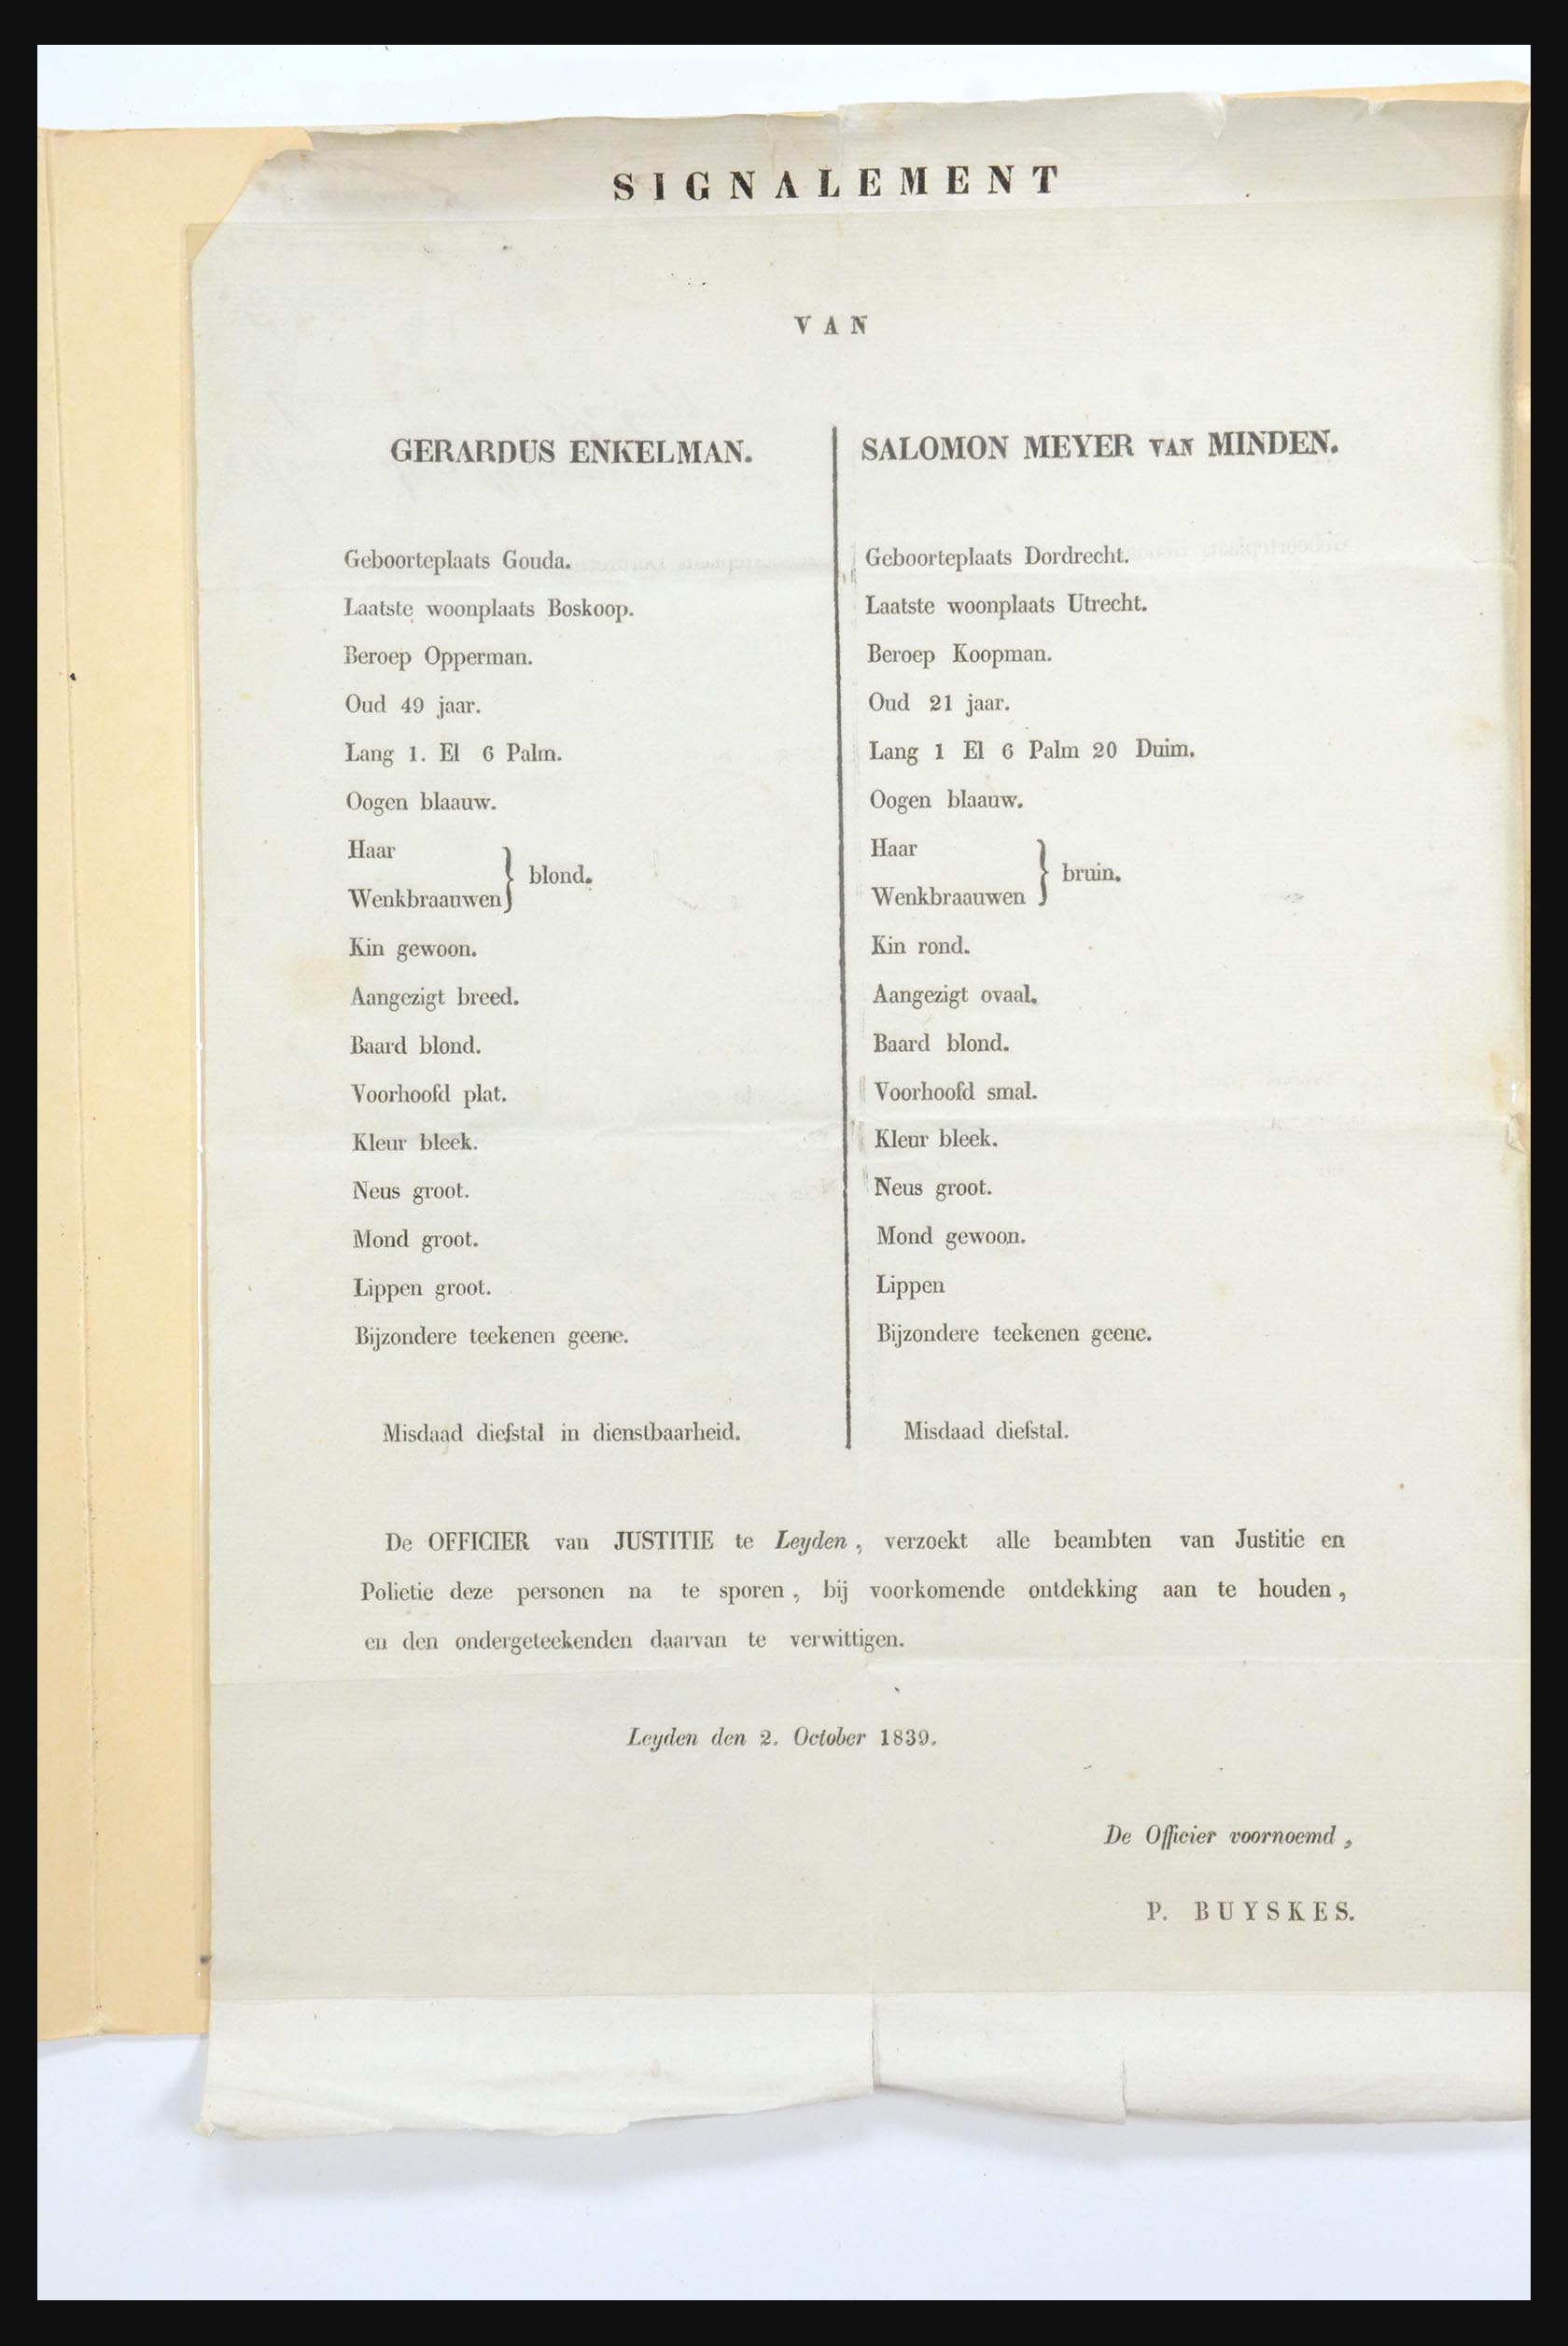 SIGNALEMENT
VAN
GERARDUS ENKELMAN.
Geboorteplaats Gouda.
Laatste woonplaats Boskoop.
Beroep Opperman.
Oud 49 jaar.
Lang 1. El 6 Palm.
Oogen blaauw.
Haar
Wenkbraauwen } blond.
Kin gewoon.
Aangezigt breed.
Baard blond.
Voorhoofd plat.
Kleur bleek.
Neus groot.
Mond groot.
Lippen groot.
Bijzondere teekenen geene.
Misdaad diefstal in dienstbaarheid.
SALOMON MEYER VAN MINDEN.
Geboorteplaats Dordrecht.
Laatste woonplaats Utrecht.
Beroep Koopman.
Oud 21 jaar.
Lang 1 El 6 Palm 20 Duim.
Oogen blaauw.
Haar
Wenkbraauwen } bruin.
Kin rond.
Aangezigt ovaal.
Baard blond.
Voorhoofd smal.
Kleur bleek.
Neus groot.
Mond gewoon.
Lippen
Bijzondere teekenen geene.
Misdaad diefstal.
De OFFICIER van JUSTITIE te Leyden, verzoekt alle beambten van Justitie en
Polictie deze personen na te sporen, bij voorkomende ontdekking aan te houden,
en den ondergeteekenden daarvan te verwittigen.
Leyden den 2. October 1839.
De Officier voornoemd,
P. BUYSKES.